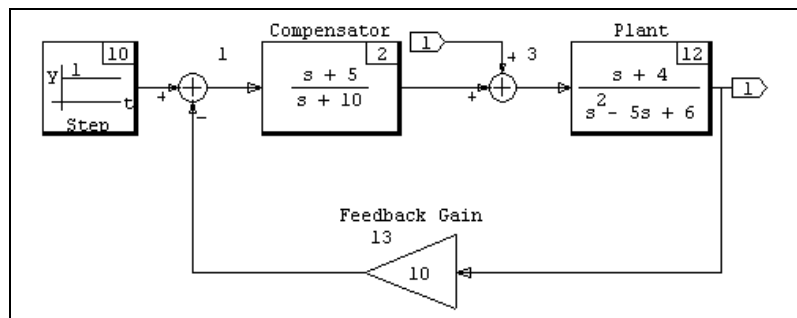 Compensator
Plant
10
1
2
1
3
12
Y
1
t
Step
+
−
s + 5
s + 10
+
+
s + 4
s² - 5s + 6
1
Feedback Gain
13
10